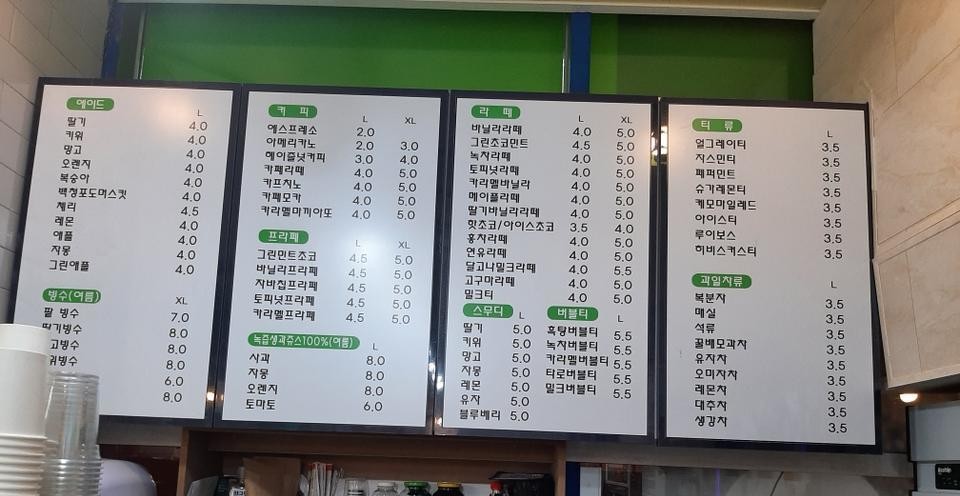 에이드
L
딸기 4.0
키위 4.0
망고 4.0
오렌지 4.0
복숭아 4.0
백청포도머스캣 4.0
체리 4.5
레몬 4.0
애플 4.0
자몽 4.0
그린애플 4.0
빙수(여름)
XL
팥 빙수 7.0
딸기빙수 8.0
고빙수 8.0
위빙수 8.0
6.0
8.0
커 피
L XL
에스프레소 2.0
아메리카노 2.0 3.0
헤이즐넛커피 3.0 4.0
카페라떼 4.0 5.0
카프치노 4.0 5.0
카페모카 4.0 5.0
카라멜마끼아또 4.0 5.0
프라페
L XL
그린민트초코 4.5 5.0
바닐라프라페 4.5 5.0
자바칩프라페 4.5 5.0
토피넛프라페 4.5 5.0
카라멜프라페 4.5 5.0
녹즙생과쥬스100%(여름)
L
사과 8.0
자몽 8.0
오렌지 8.0
토마토 6.0
라 떼
L XL
바닐라라떼 4.0 5.0
그린초코민트 4.5 5.0
녹차라떼 4.0 5.0
토피넛라떼 4.0 5.0
카라멜바닐라 4.0 5.0
메이플라떼 4.0 5.0
딸기바닐라라떼 4.0 5.0
핫초코/아이스초코 3.5 4.0
홍차라떼 4.0 5.0
연유라떼 4.0 5.0
달고나밀크라떼 4.0 5.5
고구마라떼 4.0 5.0
밀크티 4.0 5.0
스무디
L
딸기 5.0
키위 5.0
망고 5.0
자몽 5.0
레몬 5.0
유자 5.0
블루베리 5.0
버블티
L
흑당버블티 5.5
녹차버블티 5.5
카라멜버블티 5.5
타로버블티 5.5
밀크버블티 5.5
티 류
L
얼그레이티 3.5
자스민티 3.5
페퍼민트 3.5
슈가레몬티 3.5
캐모마일레드 3.5
아이스티 3.5
루이보스 3.5
히비스커스티 3.5
과일차류
L
복분자 3.5
매실 3.5
석류 3.5
꿀배모과차 3.5
유자차 3.5
오미자차 3.5
레몬차 3.5
대추차 3.5
생강차 3.5